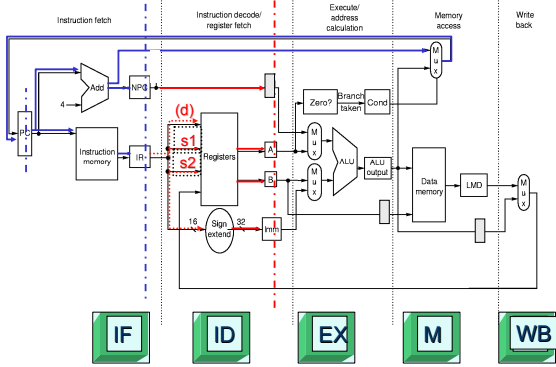 Instruction fetch
Instruction decode/
register fetch
Execute/
address
calculation
Memory
access
Write
back
M
u
x
Add
NPC
4
PC
Zero?
Branch
taken
Cond
(d)
s1
s2
Instruction
memory
IR
Registers
A
B
M
u
x
M
u
x
ALU
ALU
output
Data
memory
LMD
M
u
x
16
Sign
extend
32
Imm
IF
ID
EX
M
WB